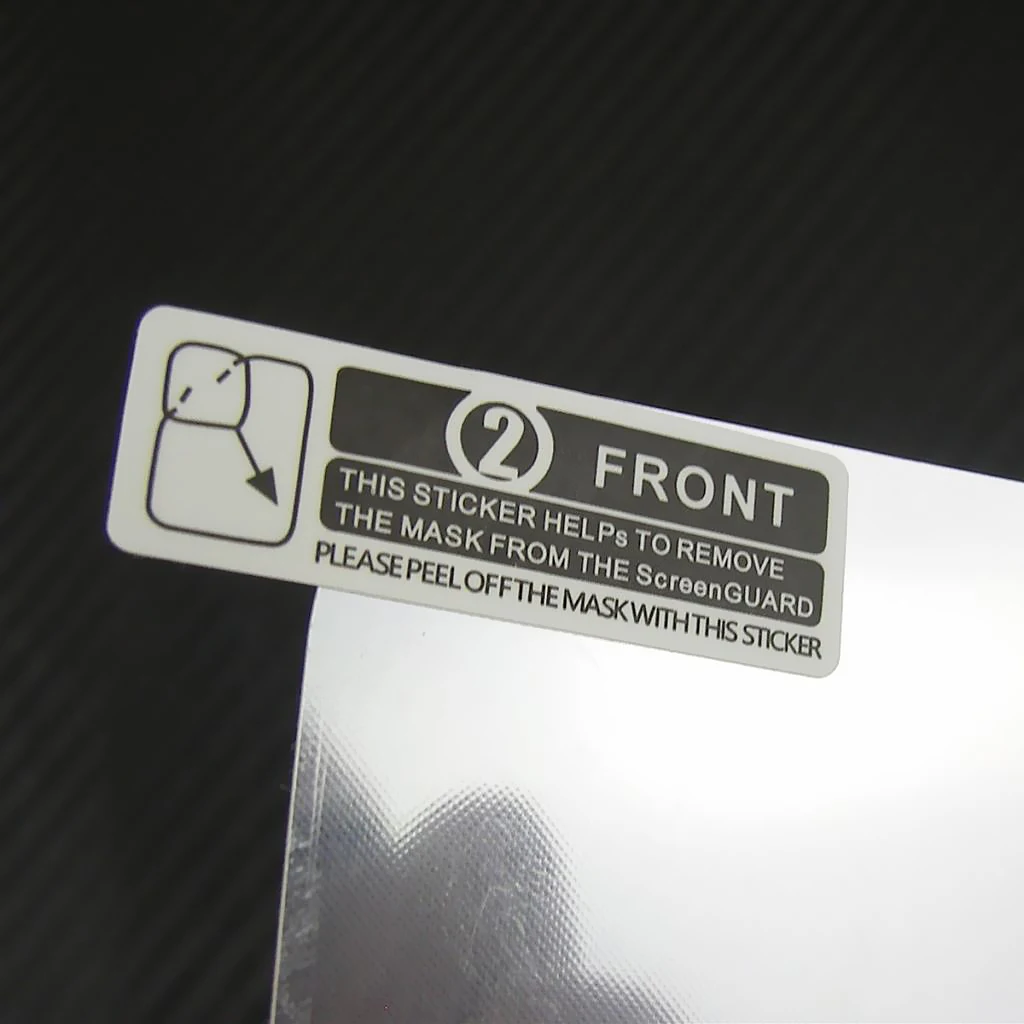 2 FRONT
THIS STICKER HELPs TO REMOVE
THE MASK FROM THE ScreenGUARD
PLEASE PEEL OFF THE MASK WITH THIS STICKER